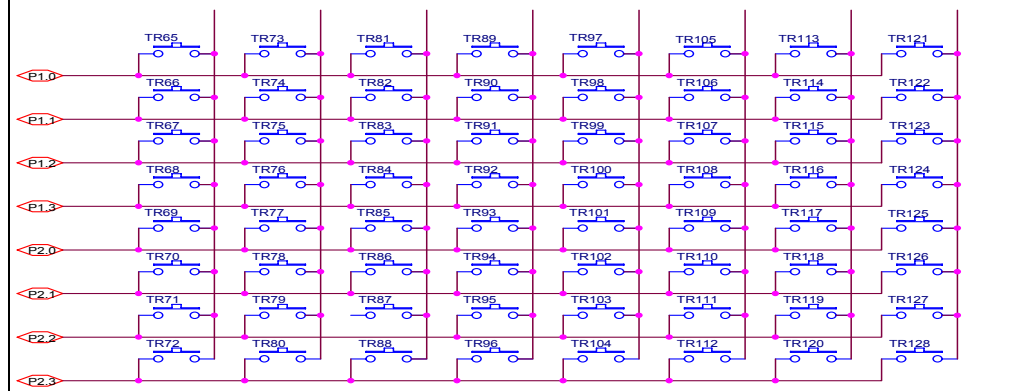 TR65 TR73 TR81 TR89 TR97 TR105 TR113 TR121
P1.0
TR66 TR74 TR82 TR90 TR98 TR106 TR114 TR122
P1.1
TR67 TR75 TR83 TR91 TR99 TR107 TR115 TR123
P1.2
TR68 TR76 TR84 TR92 TR100 TR108 TR116 TR124
P1.3
TR69 TR77 TR85 TR93 TR101 TR109 TR117 TR125
P2.0
TR70 TR78 TR86 TR94 TR102 TR110 TR118 TR126
P2.1
TR71 TR79 TR87 TR95 TR103 TR111 TR119 TR127
P2.2
TR72 TR80 TR88 TR96 TR104 TR112 TR120 TR128
P2.3